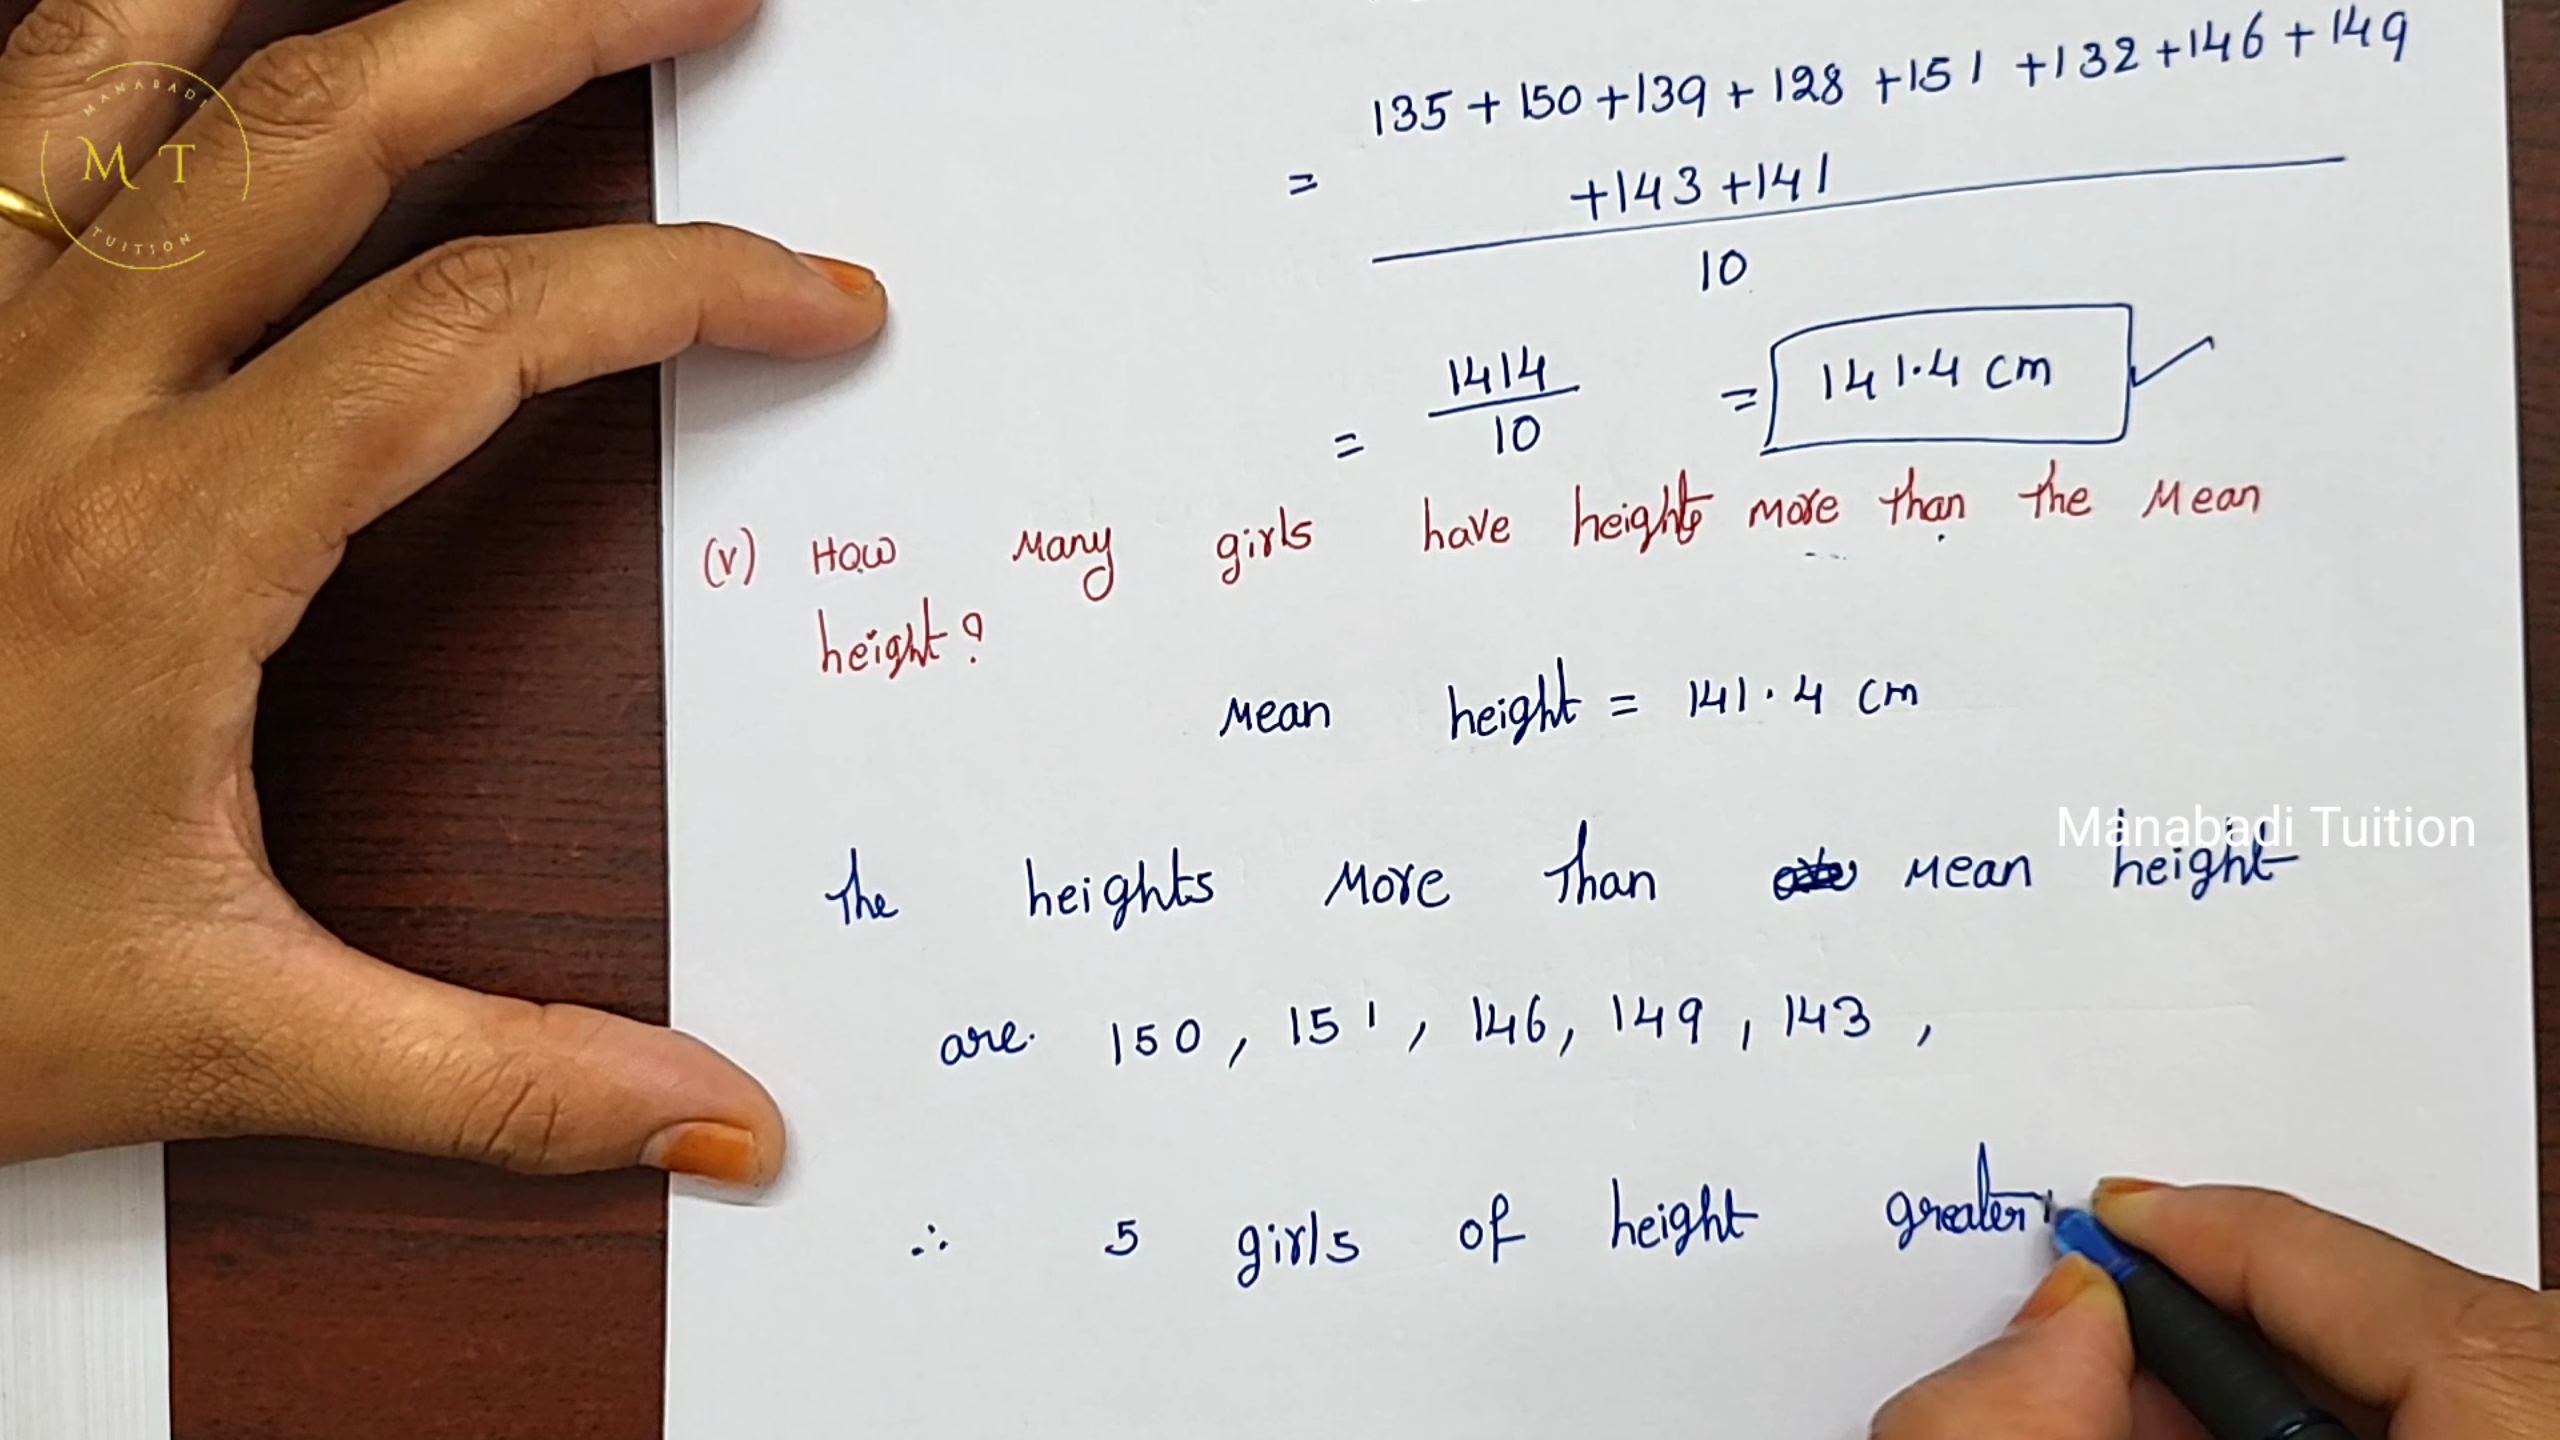 MANABADI
M T
TUITION
135 + 150 + 139 + 128 + 151 + 132 + 146 + 149
= +143 + 141
10
= 1414 = 141.4 cm
10
(v) How Many girls have heights more than the Mean
height?
Mean height = 141.4 cm
Manabadi Tuition
The heights More Than Mean height
are. 150, 151, 146, 149, 143,
∴ 5 girls of height greater